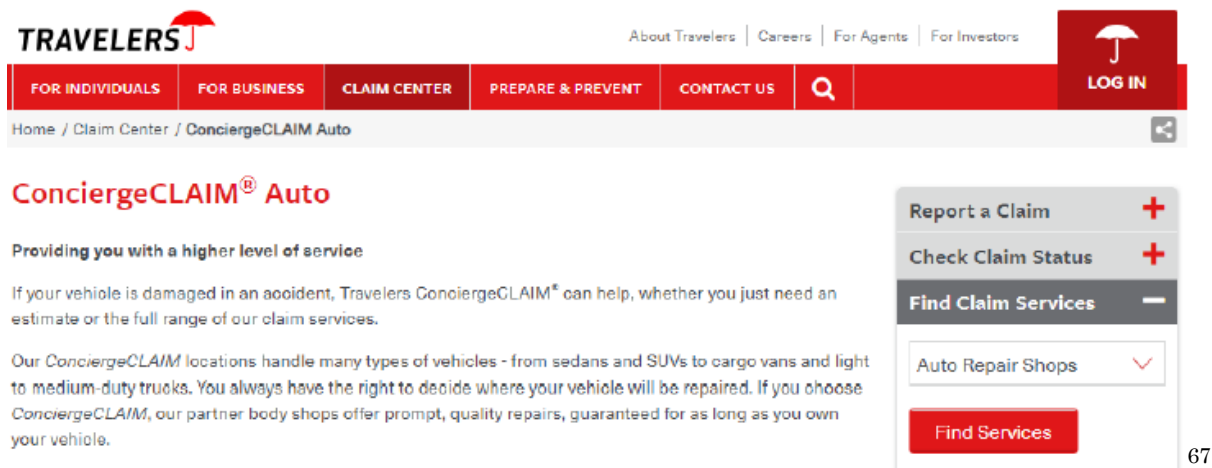 TRAVELERS
About Travelers | Careers | For Agents | For Investors
LOG IN
FOR INDIVIDUALS FOR BUSINESS CLAIM CENTER PREPARE & PREVENT CONTACT US
Home / Claim Center / ConciergeCLAIM Auto
ConciergeCLAIM® Auto
Providing you with a higher level of service
If your vehicle is damaged in an accident, Travelers ConciergeCLAIM® can help, whether you just need an
estimate or the full range of our claim services.
Our ConciergeCLAIM locations handle many types of vehicles - from sedans and SUVs to cargo vans and light
to medium-duty trucks. You always have the right to decide where your vehicle will be repaired. If you choose
ConciergeCLAIM, our partner body shops offer prompt, quality repairs, guaranteed for as long as you own
your vehicle.
Report a Claim +
Check Claim Status +
Find Claim Services –
Auto Repair Shops
Find Services
67